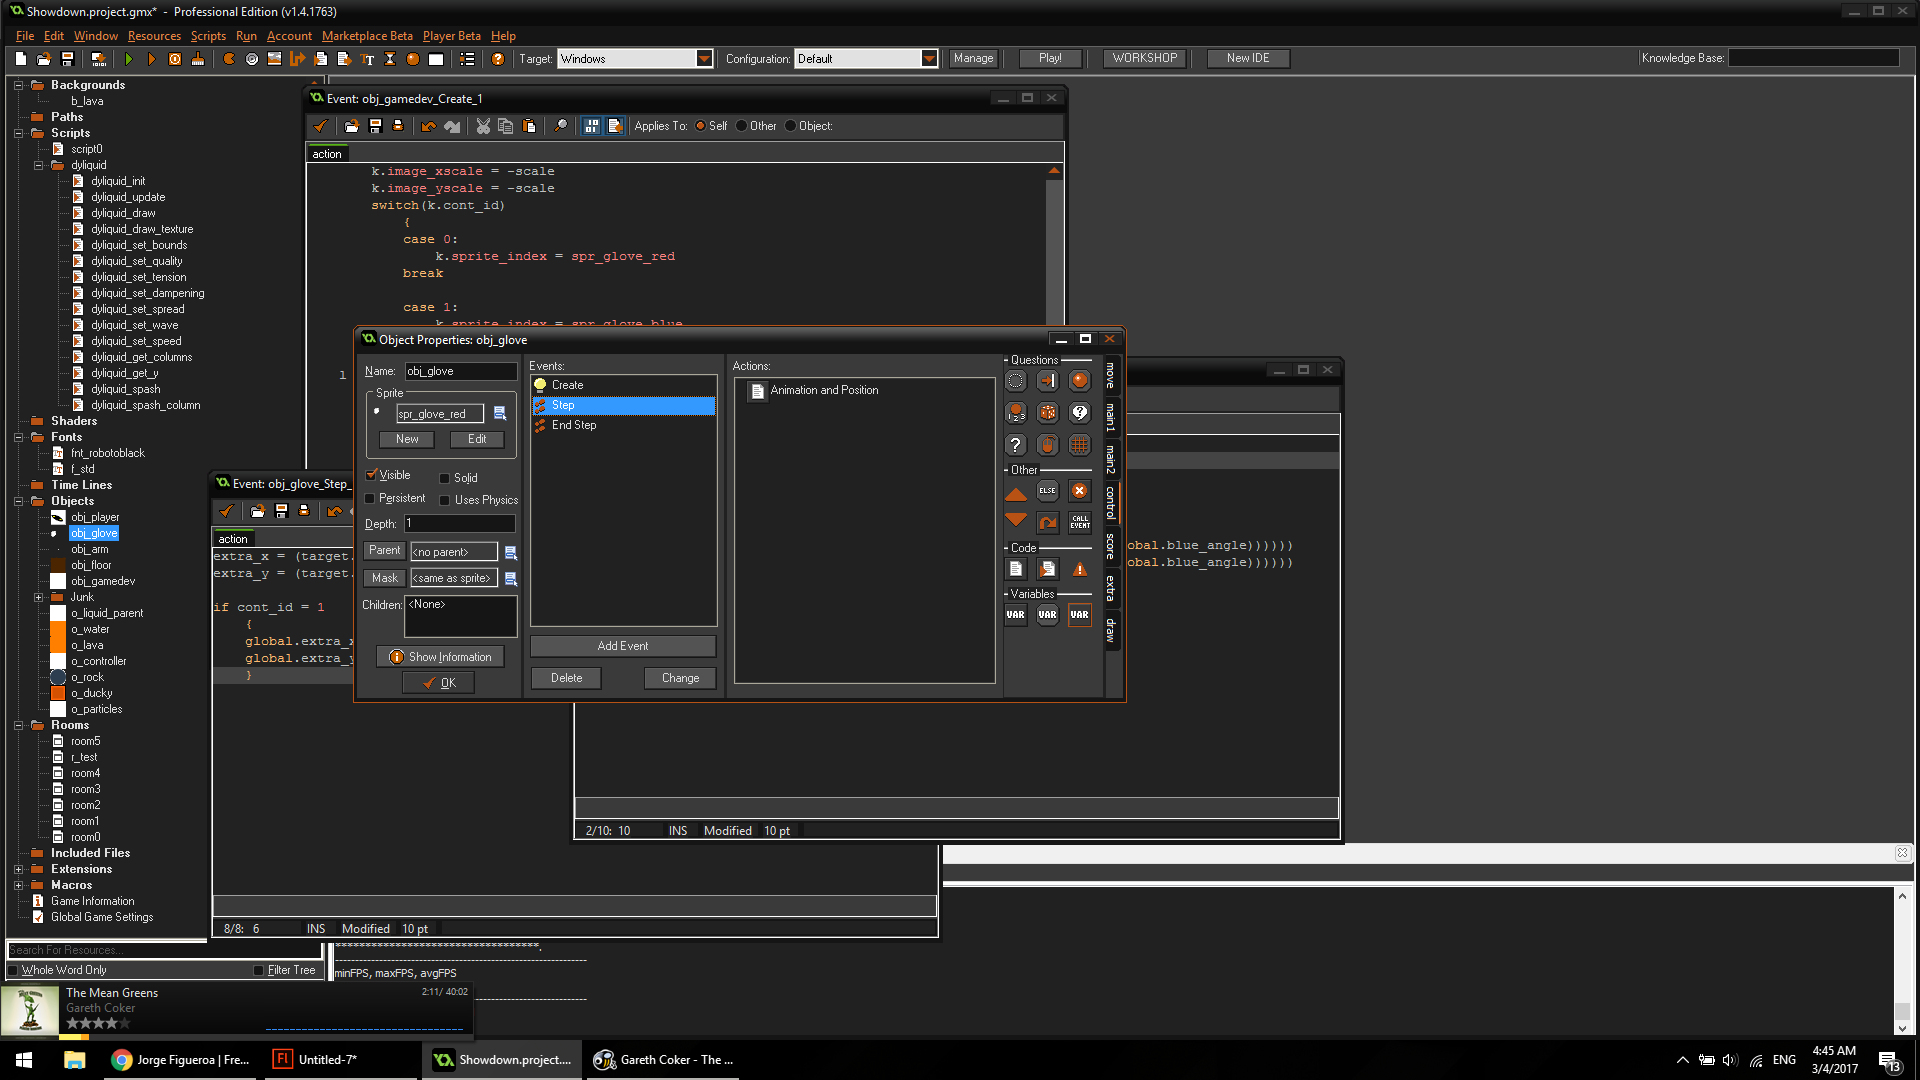 Showdown.project.gmx* - Professional Edition (v1.4.1763)
File Edit Window Resources Scripts Run Account Marketplace Beta Player Beta Help
Target: Windows Configuration: Default Manage Play! WORKSHOP New IDE Knowledge Base:
Backgrounds
b_lava
Paths
Scripts
script0
dyliquid
dyliquid_init
dyliquid_update
dyliquid_draw
dyliquid_draw_texture
dyliquid_set_bounds
dyliquid_set_quality
dyliquid_set_tension
dyliquid_set_dampening
dyliquid_set_spread
dyliquid_set_wave
dyliquid_set_speed
dyliquid_get_columns
dyliquid_get_y
dyliquid_spash
dyliquid_spash_column
Shaders
Fonts
fnt_robotoblack
f_std
Time Lines
Objects
obj_player
obj_glove
obj_arm
obj_floor
obj_gamedev
Junk
o_liquid_parent
o_water
o_lava
o_controller
o_rock
o_ducky
o_particles
Rooms
room5
r_test
room4
room3
room2
room1
room0
Included Files
Extensions
Macros
Game Information
Global Game Settings
Search For Resources...
Whole Word Only Filter Tree
Event: obj_gamedev_Create_1
Applies To: Self Other Object:
action
k.image_xscale = -scale
k.image_yscale = -scale
switch(k.cont_id)
{
case 0:
k.sprite_index = spr_glove_red
break
case 1:
k.sprite_index = spr_glove_blue
1
Object Properties: obj_glove
Name: obj_glove
Sprite
spr_glove_red
New Edit
Visible Solid
Persistent Uses Physics
Depth: 1
Parent <no parent>
Mask <same as sprite>
Children: <None>
Show Information
OK
Events:
Create
Step
End Step
Add Event
Delete Change
Actions:
Animation and Position
Questions
1 2 3
?
?
Other
ELSE
CALL EVENT
Code
Variables
VAR VAR VAR
move
main1
main2
control
score
extra
draw
Event: obj_glove_Step_
action
extra_x = (target.
extra_y = (target.
if cont_id = 1
{
global.extra_x
global.extra_y
}
8/8: 6 INS Modified 10 pt
obal.blue_angle))))))
obal.blue_angle))))))
2/10: 10 INS Modified 10 pt
minFPS, maxFPS, avgFPS
The Mean Greens
2:11/ 40:02
Gareth Coker
Jorge Figueroa | Fre...
Fl Untitled-7*
Showdown.project....
Gareth Coker - The ...
ENG
4:45 AM
3/4/2017
13